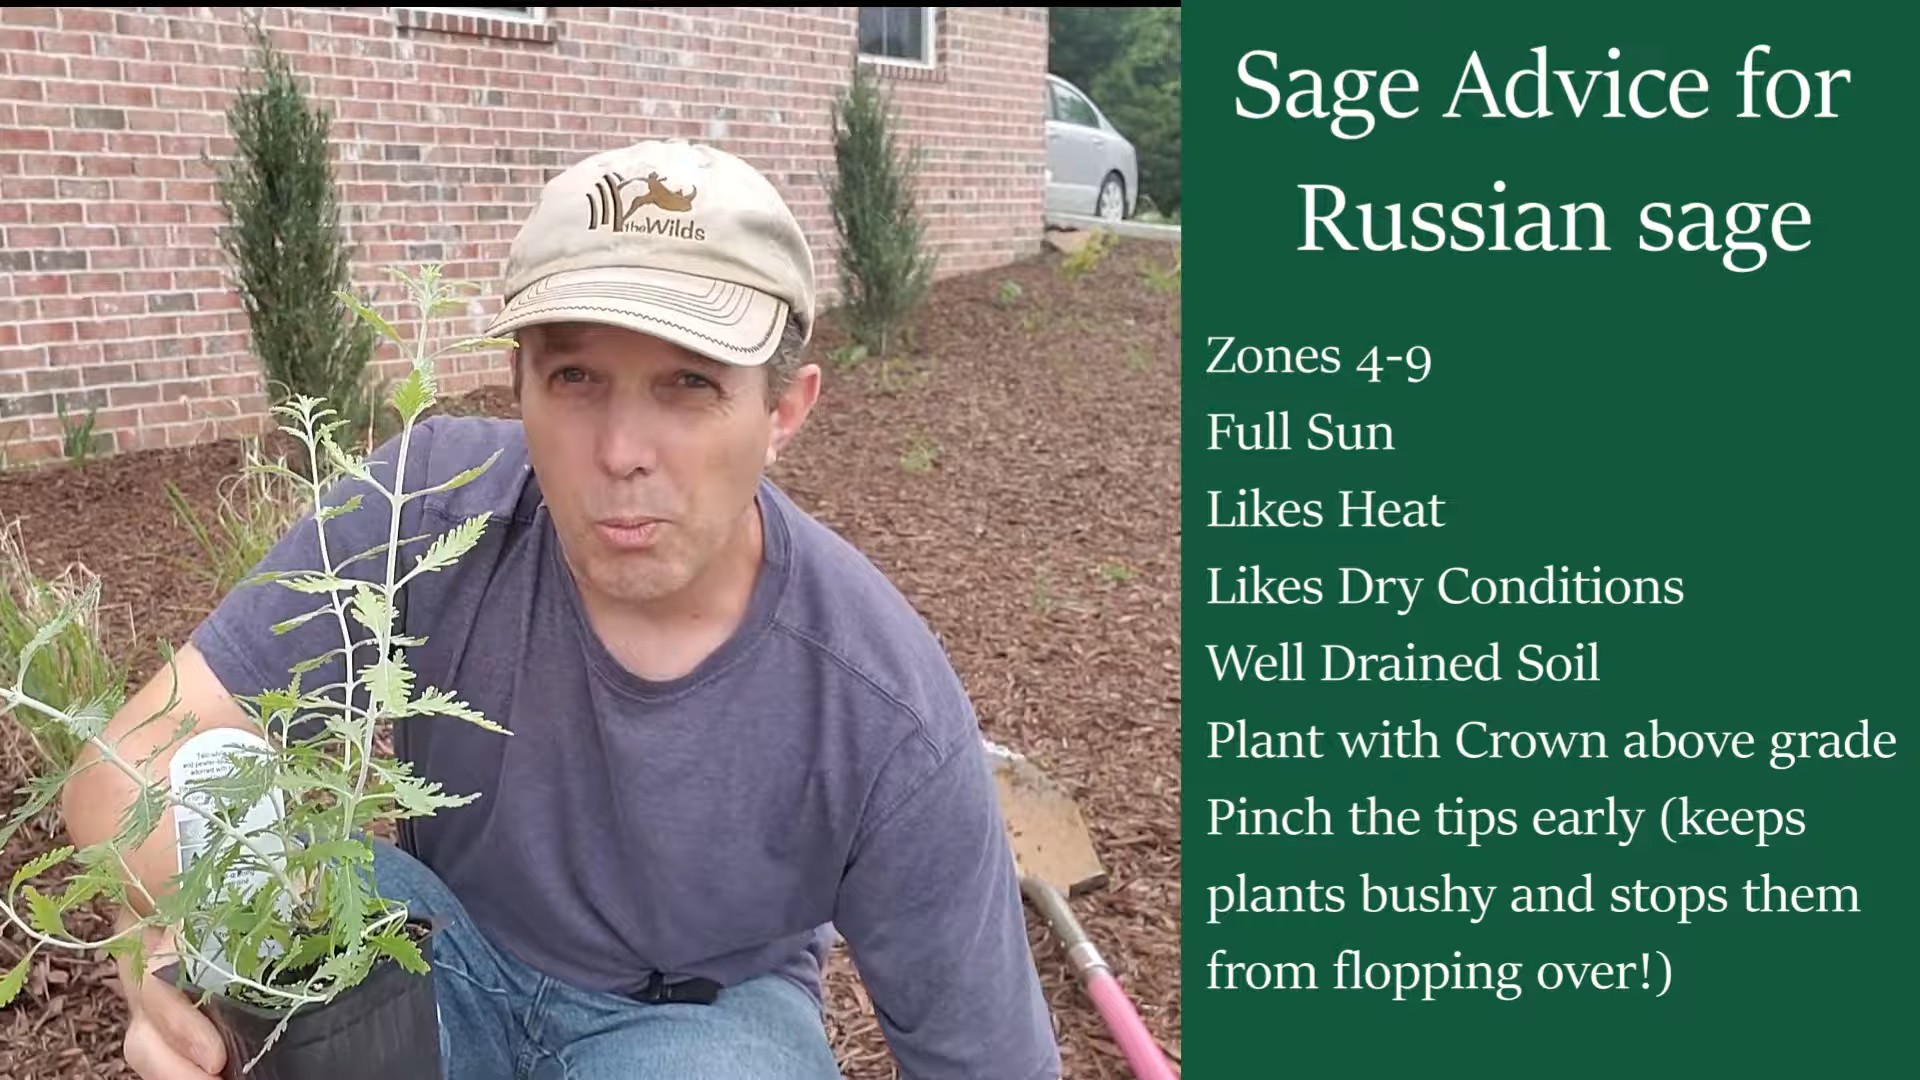 Sage Advice for
Russian sage
Zones 4-9
Full Sun
Likes Heat
Likes Dry Conditions
Well Drained Soil
Plant with Crown above grade
Pinch the tips early (keeps
plants bushy and stops them
from flopping over!)
theWilds